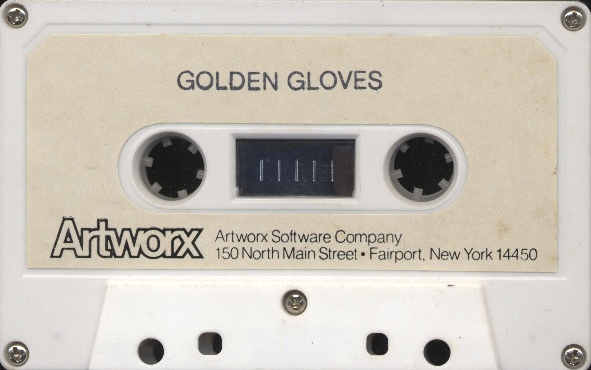 GOLDEN GLOVES
Artworx
Artworx Software Company
150 North Main Street • Fairport, New York 14450